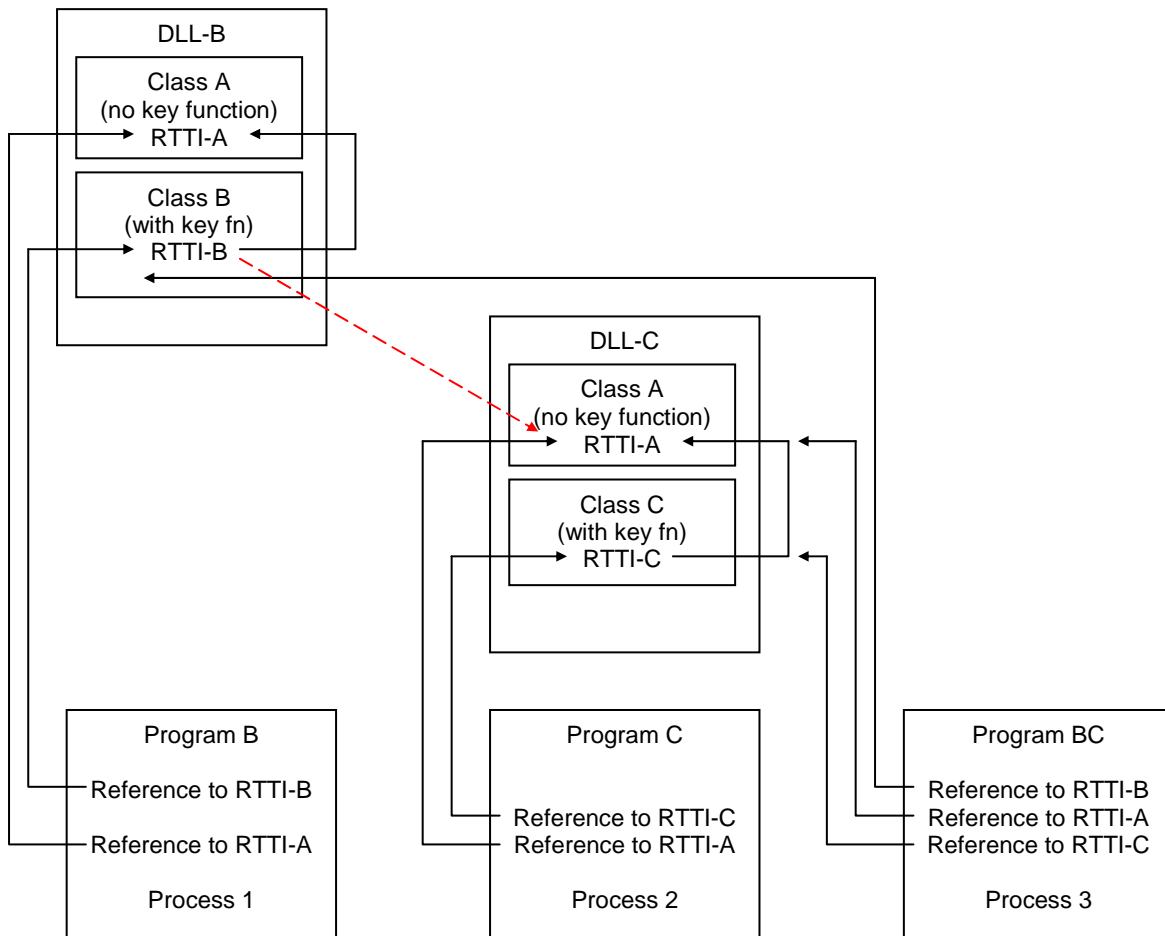 DLL-B
Class A
(no key function)
RTTI-A
Class B
(with key fn)
RTTI-B
DLL-C
Class A
(no key function)
RTTI-A
Class C
(with key fn)
RTTI-C
Program B
Reference to RTTI-B
Reference to RTTI-A
Process 1
Program C
Reference to RTTI-C
Reference to RTTI-A
Process 2
Program BC
Reference to RTTI-B
Reference to RTTI-A
Reference to RTTI-C
Process 3